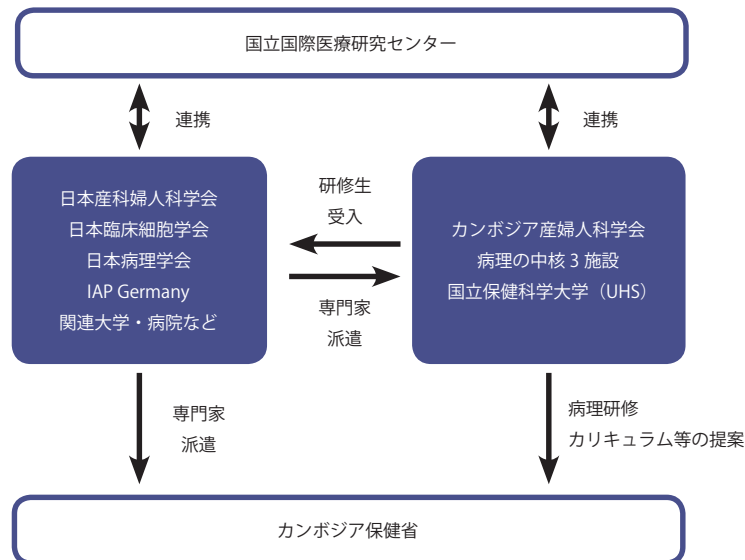 国立国際医療研究センター
連携
連携
日本産科婦人科学会
日本臨床細胞学会
日本病理学会
IAP Germany
関連大学・病院など
研修生
受入
専門家
派遣
カンボジア産婦人科学会
病理の中核 3 施設
国立保健科学大学（UHS）
専門家
派遣
病理研修
カリキュラム等の提案
カンボジア保健省